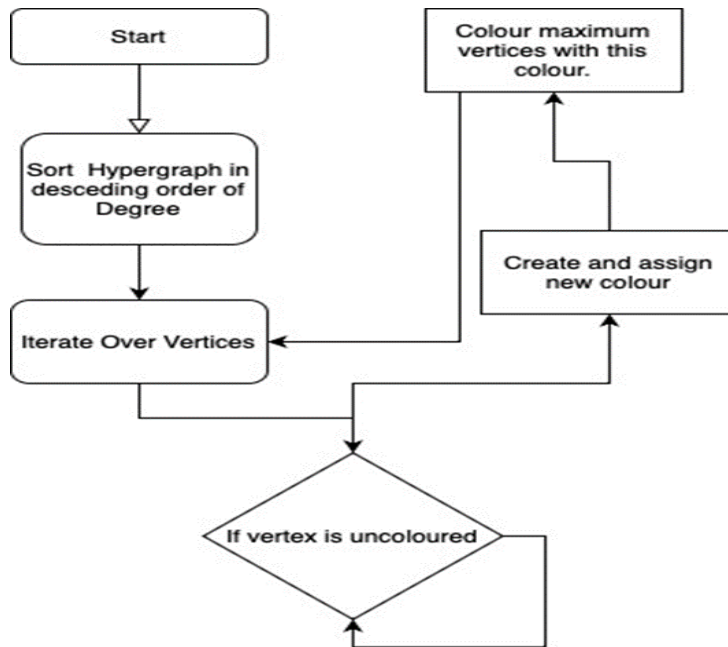 Start
Sort Hypergraph in
desceding order of
Degree
Iterate Over Vertices
If vertex is uncoloured
Create and assign
new colour
Colour maximum
vertices with this
colour.